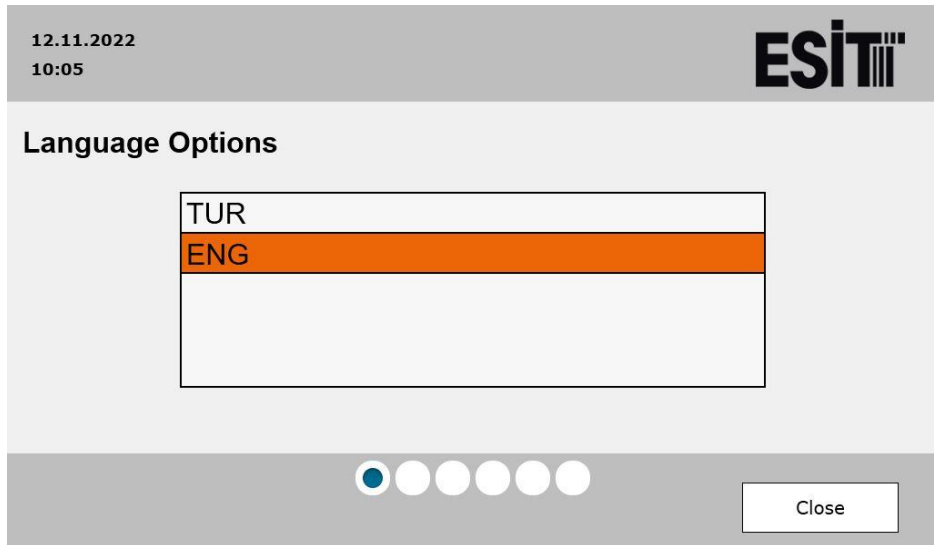 12.11.2022
10:05
ESİT
Language Options
TUR
ENG
Close